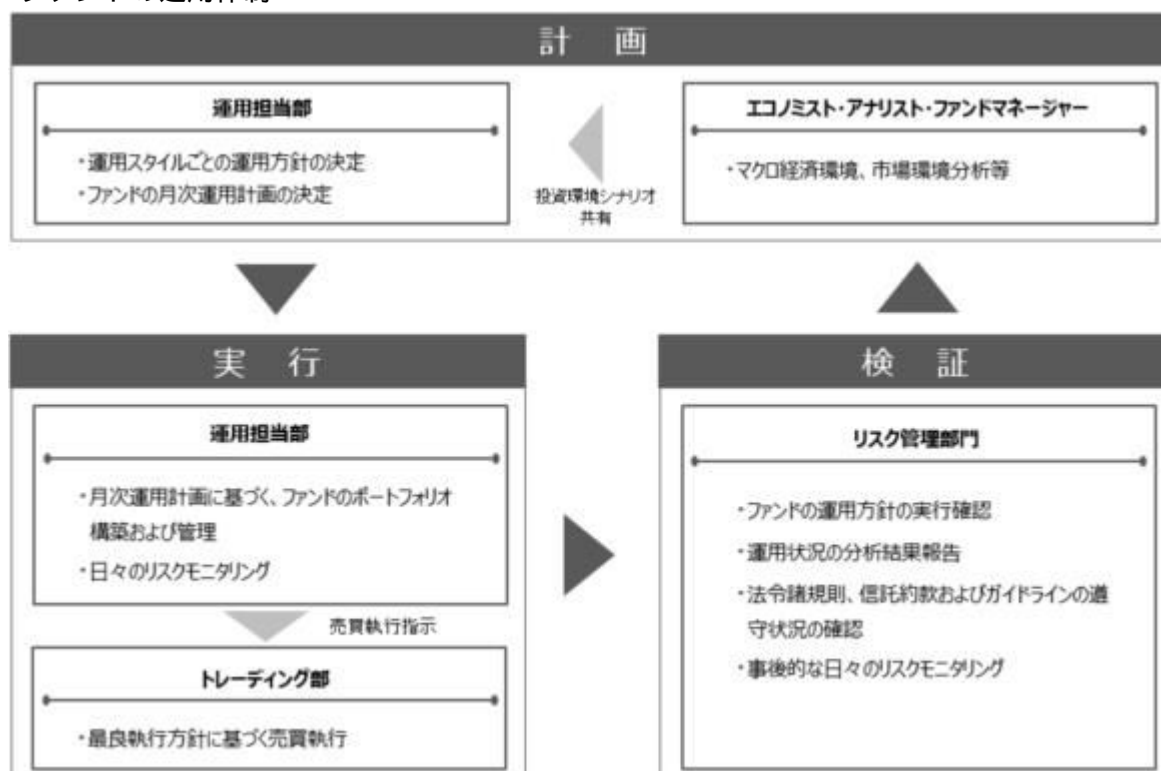 計 画
運用担当部
・運用スタイルごとの運用方針の決定
・ファンドの月次運用計画の決定
投資環境シナリオ
共有
エコノミスト・アナリスト・ファンドマネージャー
・マクロ経済環境、市場環境分析等
実 行
運用担当部
・月次運用計画に基づく、ファンドのポートフォリオ
構築および管理
・日々のリスクモニタリング
売買執行指示
トレーディング部
・最良執行方針に基づく売買執行
検 証
リスク管理部門
・ファンドの運用方針の実行確認
・運用状況の分析結果報告
・法令諸規則、信託約款およびガイドラインの遵
守状況の確認
・事後的な日々のリスクモニタリング